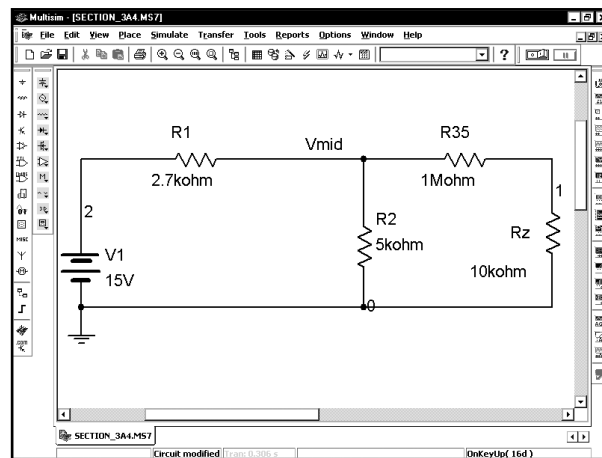 Multisim - [SECTION_3A4.MS7]
File Edit View Place Simulate Transfer Tools Reports Options Window Help
R1
Vmid
R35
2.7kohm
1Mohm
1
2
R2
5kohm
Rz
V1
15V
10kohm
0
MISC
.com
SECTION_3A4.MS7
Circuit modified
Tran: 0.306 s
OnKeyUp( 16d )